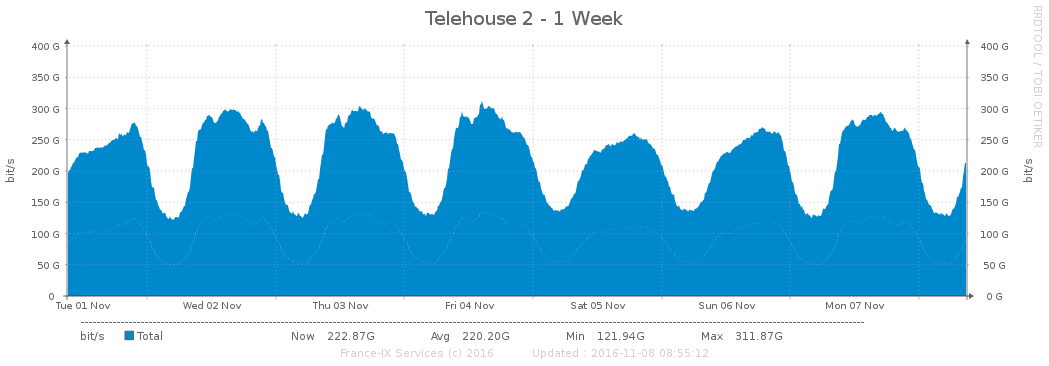 Telehouse 2 - 1 Week
RRDTOOL / TOBI OETIKER
400 G 400 G
350 G 350 G
300 G 300 G
250 G 250 G
200 G 200 G
150 G 150 G
100 G 100 G
50 G 50 G
0 0 G
bit/s bit/s
Tue 01 Nov Wed 02 Nov Thu 03 Nov Fri 04 Nov Sat 05 Nov Sun 06 Nov Mon 07 Nov
bit/s Total Now 222.87G Avg 220.20G Min 121.94G Max 311.87G
France-IX Services (c) 2016 Updated : 2016-11-08 08:55:12